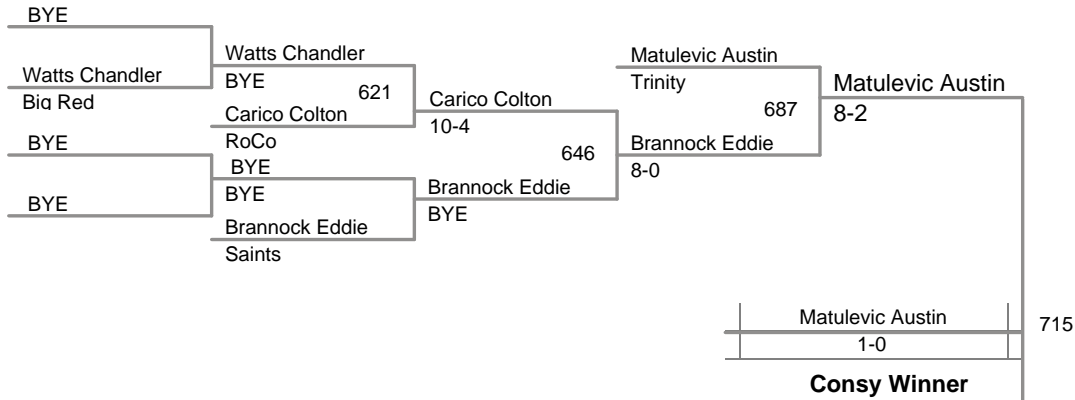 BYE
Watts Chandler
Big Red
BYE
BYE
Watts Chandler
BYE
621
Carico Colton
RoCo
BYE
BYE
Brannock Eddie
Saints
Carico Colton
10-4
646
Brannock Eddie
BYE
Matulevic Austin
Trinity
687
Brannock Eddie
8-0
Matulevic Austin
8-2
Matulevic Austin
1-0
715
Consy Winner